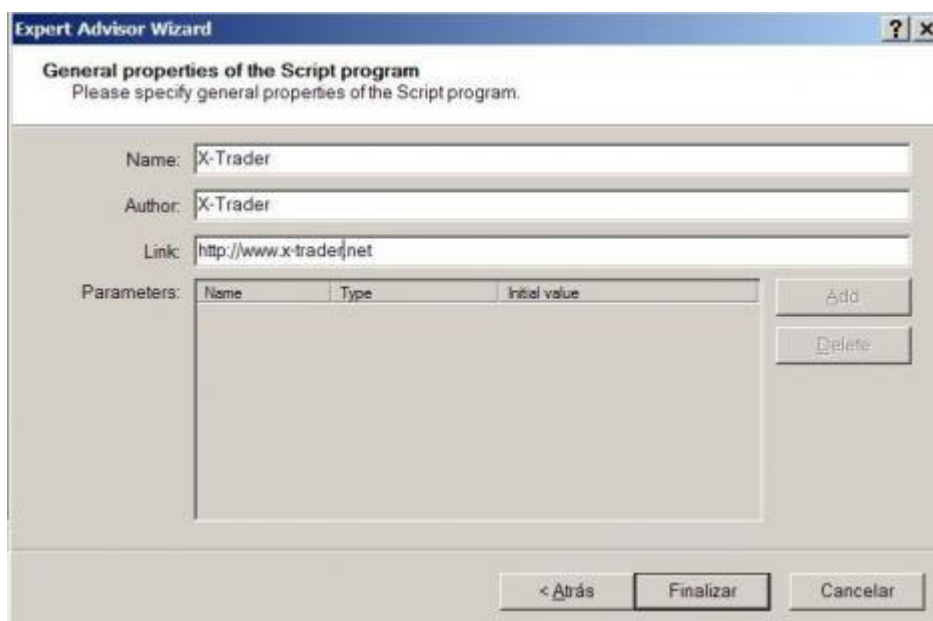 Expert Advisor Wizard
General properties of the Script program
Please specify general properties of the Script program.
Name: X-Trader
Author: X-Trader
Link: http://www.x-trader.net
Parameters: Name Type Initial value
Add
Delete
< Atrás Finalizar Cancelar